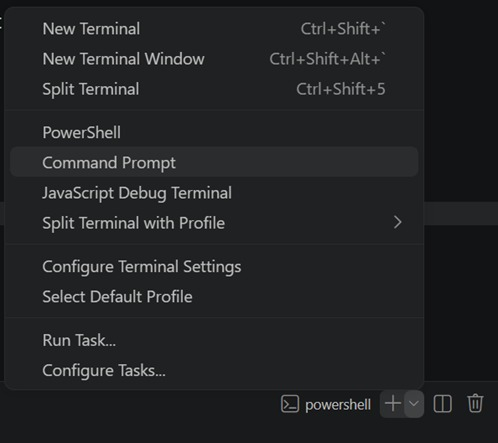 New Terminal Ctrl+Shift+`
New Terminal Window Ctrl+Shift+Alt+`
Split Terminal Ctrl+Shift+5
PowerShell
Command Prompt
JavaScript Debug Terminal
Split Terminal with Profile
Configure Terminal Settings
Select Default Profile
Run Task...
Configure Tasks...
powershell